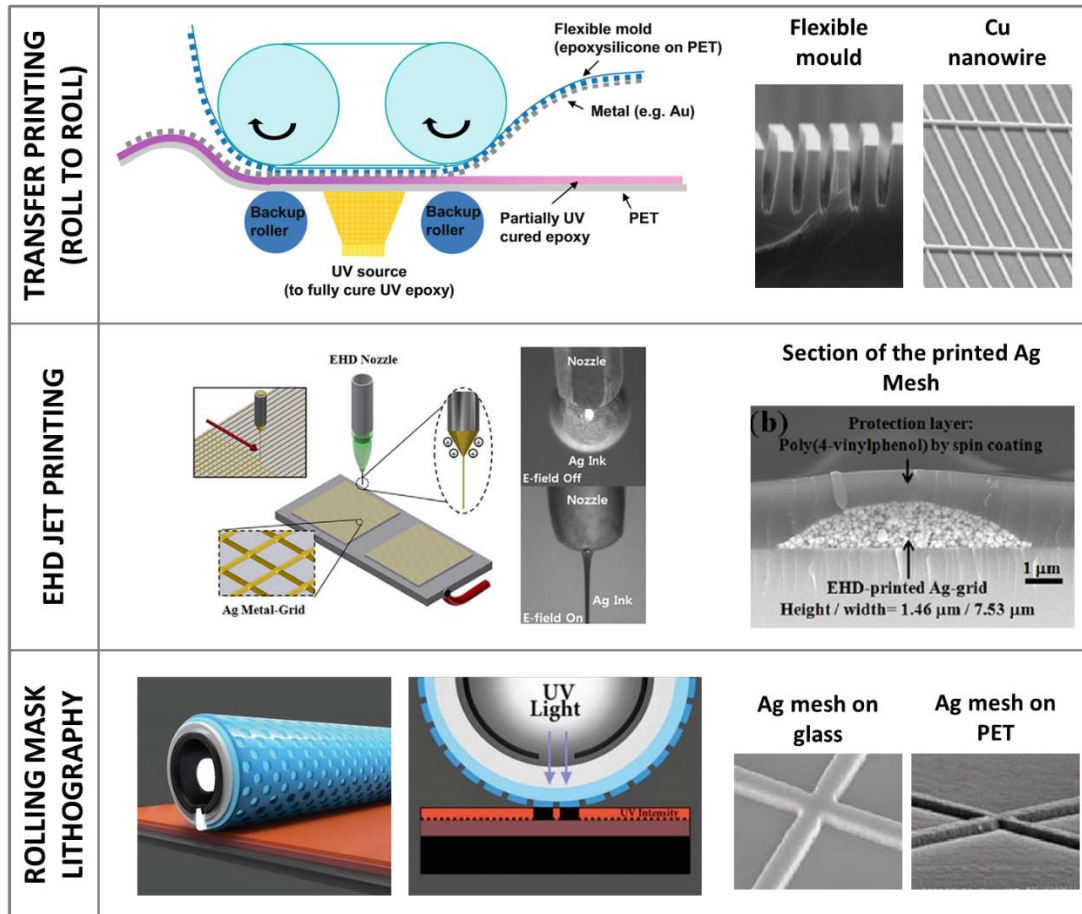 TRANSFER PRINTING
(ROLL TO ROLL)
Flexible mold
(epoxysilicone on PET)
Metal (e.g. Au)
Backup
roller
Backup
roller
Partially UV
cured epoxy
PET
UV source
(to fully cure UV epoxy)
Flexible
mould
Cu
nanowire
EHD JET PRINTING
EHD Nozzle
Ag Metal-Grid
Nozzle
Ag Ink
E-field Off
Nozzle
Ag Ink
E-field On
Section of the printed Ag
Mesh
(b)
Protection layer:
Poly(4-vinylphenol) by spin coating
1 μm
EHD-printed Ag-grid
Height / width= 1.46 μm / 7.53 μm
ROLLING MASK
LITHOGRAPHY
UV
Light
UV Intensity
Ag mesh on
glass
Ag mesh on
PET